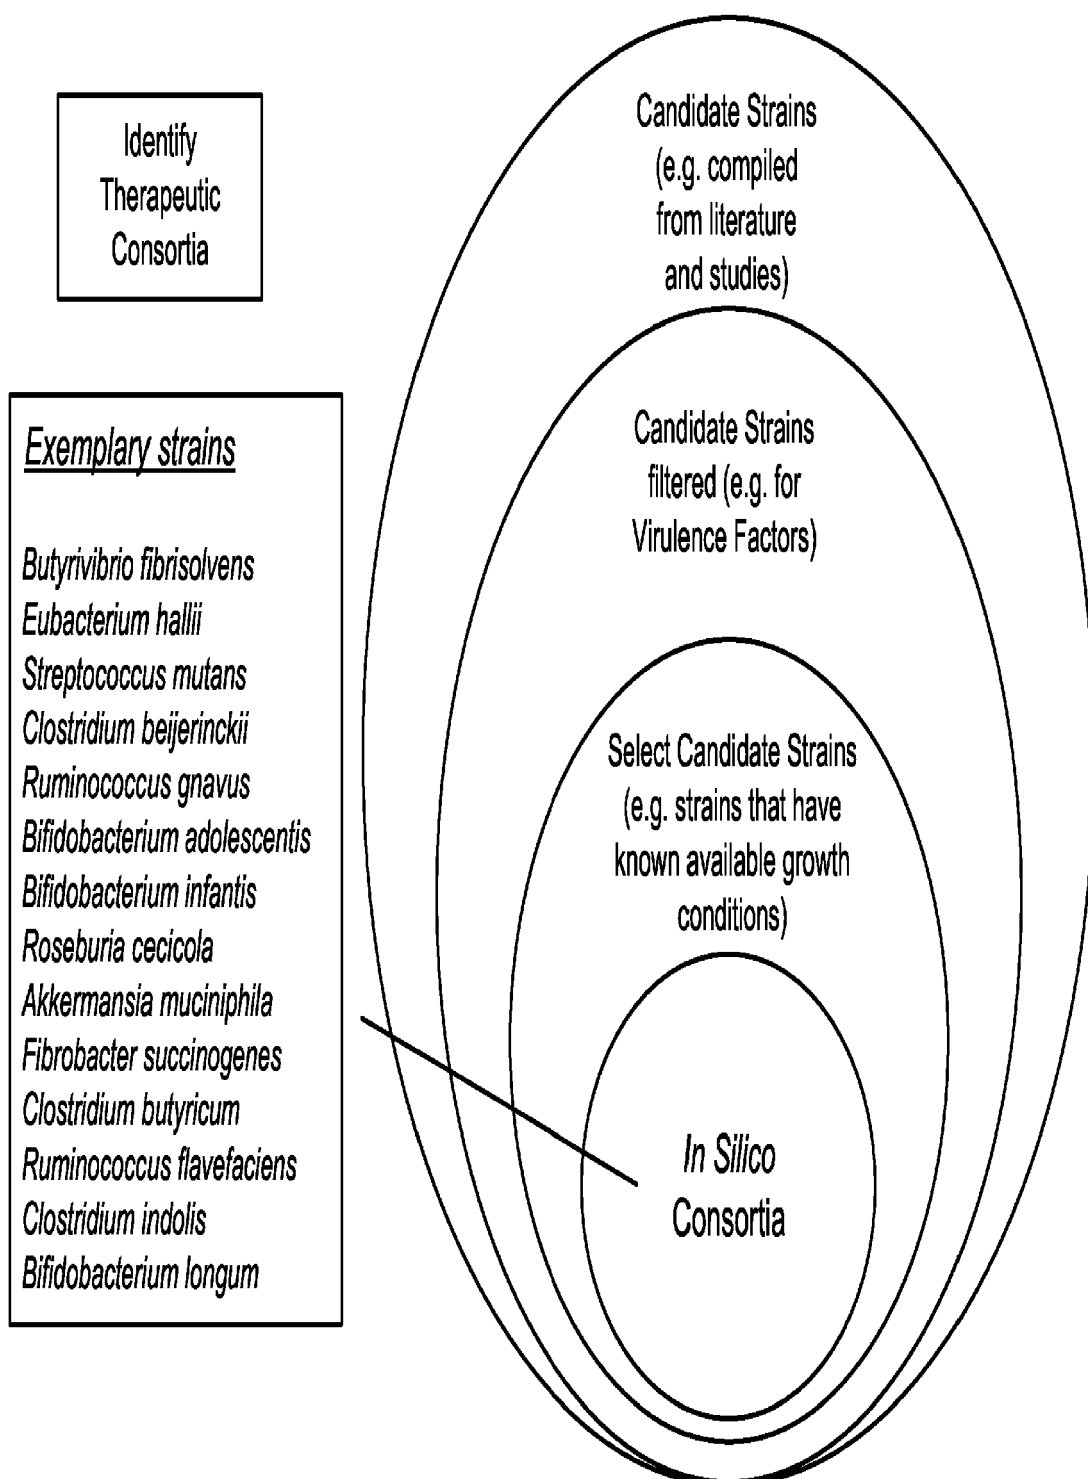 Identify
Therapeutic
Consortia
Candidate Strains
(e.g. compiled
from literature
and studies)
Candidate Strains
filtered (e.g. for
Virulence Factors)
Select Candidate Strains
(e.g. strains that have
known available growth
conditions)
In Silico
Consortia
Exemplary strains
Butyrivibrio fibrisolvens
Eubacterium hallii
Streptococcus mutans
Clostridium beijerinckii
Ruminococcus gnavus
Bifidobacterium adolescentis
Bifidobacterium infantis
Roseburia cecicola
Akkermansia muciniphila
Fibrobacter succinogenes
Clostridium butyricum
Ruminococcus flavefaciens
Clostridium indolis
Bifidobacterium longum